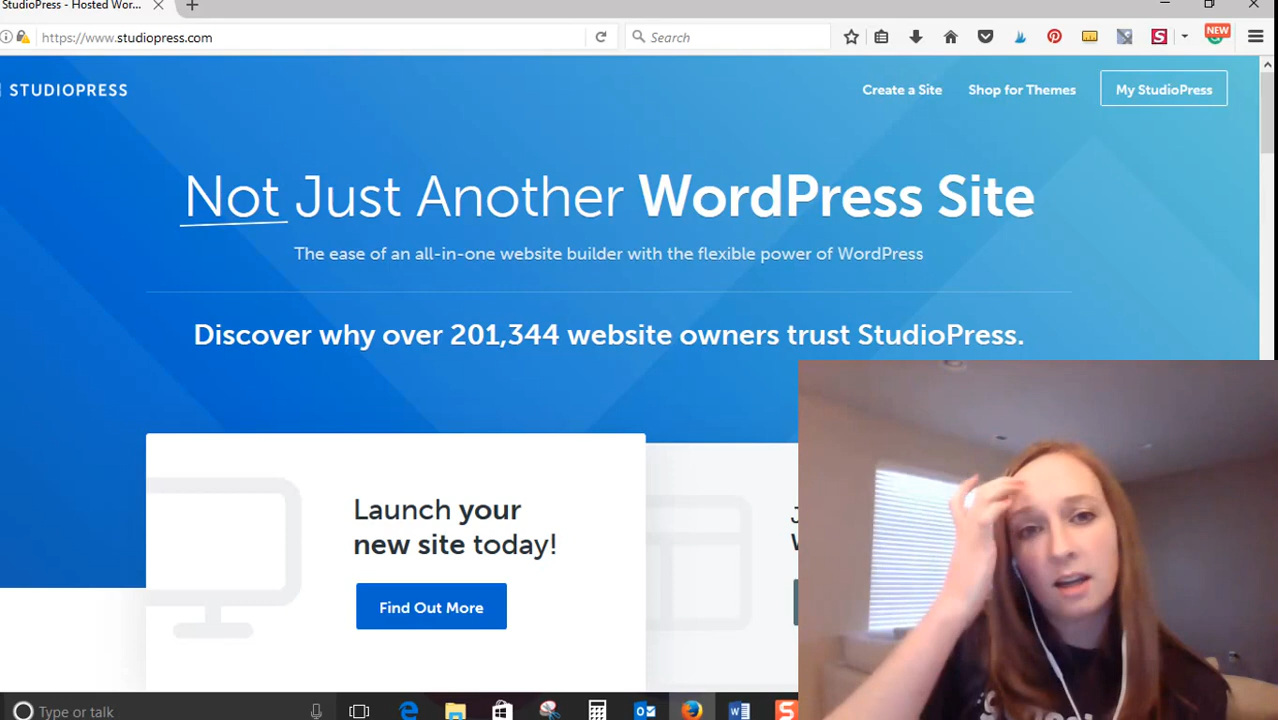 StudioPress - Hosted Wor...
https://www.studiopress.com
Search
NEW
STUDIOPRESS
Create a Site
Shop for Themes
My StudioPress
Not Just Another WordPress Site
The ease of an all-in-one website builder with the flexible power of WordPress
Discover why over 201,344 website owners trust StudioPress.
Launch your
new site today!
Find Out More
Type or talk